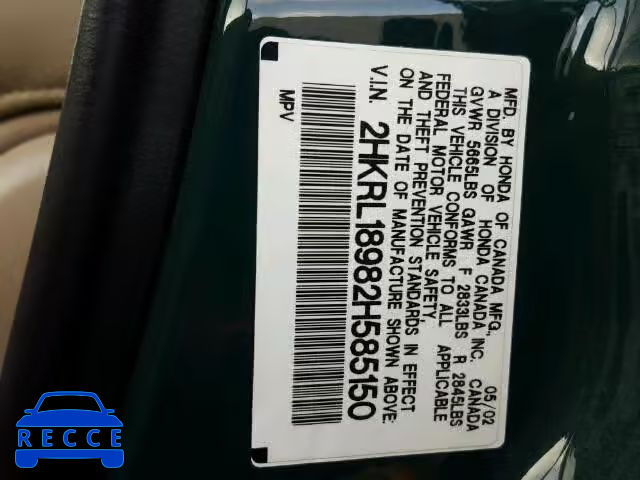 MFD. BY HONDA OF CANADA MFG., 05/02
A DIVISION OF HONDA CANADA INC. CANADA
GVWR 5665LBS GAWR F 2833LBS R 2845LBS
THIS VEHICLE CONFORMS TO ALL APPLICABLE
FEDERAL MOTOR VEHICLE SAFETY,
AND THEFT PREVENTION STANDARDS IN EFFECT
ON THE DATE OF MANUFACTURE SHOWN ABOVE.
V.I.N. 2HKRL18982H585150
MPV
RECCE